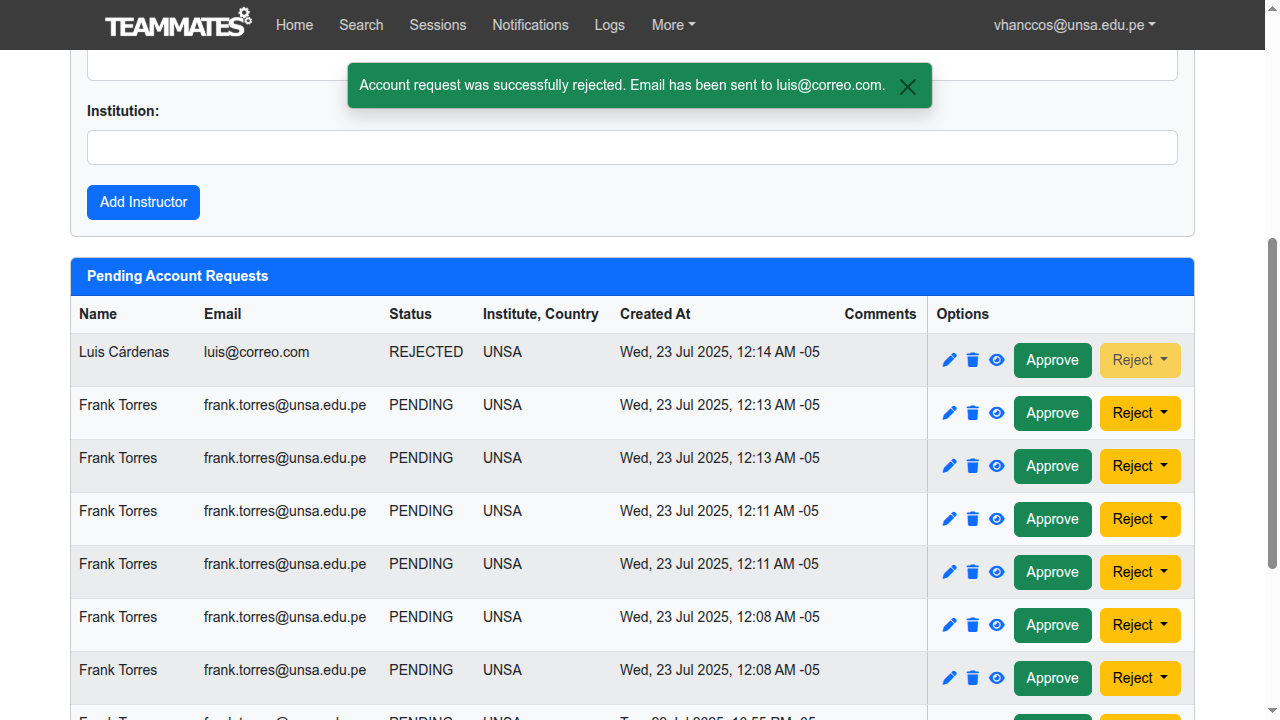 TEAMMATES Home Search Sessions Notifications Logs More vhanccos@unsa.edu.pe
Account request was successfully rejected. Email has been sent to luis@correo.com.
Institution:
Add Instructor
Pending Account Requests
Name Email Status Institute, Country Created At Comments Options
Luis Cárdenas luis@correo.com REJECTED UNSA Wed, 23 Jul 2025, 12:14 AM -05 Approve Reject
Frank Torres frank.torres@unsa.edu.pe PENDING UNSA Wed, 23 Jul 2025, 12:13 AM -05 Approve Reject
Frank Torres frank.torres@unsa.edu.pe PENDING UNSA Wed, 23 Jul 2025, 12:13 AM -05 Approve Reject
Frank Torres frank.torres@unsa.edu.pe PENDING UNSA Wed, 23 Jul 2025, 12:11 AM -05 Approve Reject
Frank Torres frank.torres@unsa.edu.pe PENDING UNSA Wed, 23 Jul 2025, 12:11 AM -05 Approve Reject
Frank Torres frank.torres@unsa.edu.pe PENDING UNSA Wed, 23 Jul 2025, 12:08 AM -05 Approve Reject
Frank Torres frank.torres@unsa.edu.pe PENDING UNSA Wed, 23 Jul 2025, 12:08 AM -05 Approve Reject